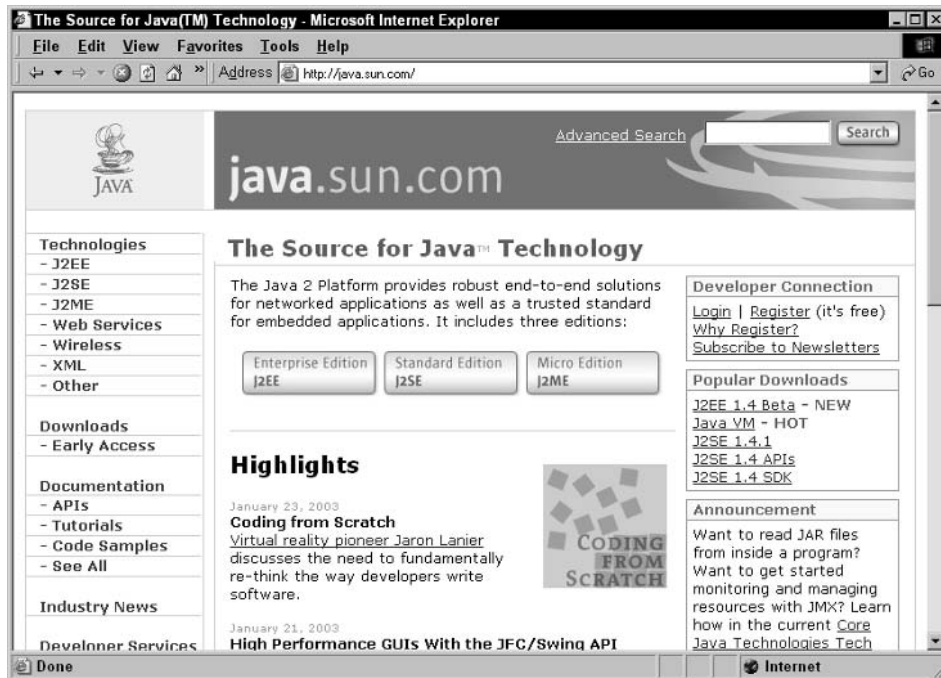 The Source for Java(TM) Technology - Microsoft Internet Explorer
File Edit View Favorites Tools Help
» Address http://java.sun.com/ Go
JAVA™
Advanced Search Search
java.sun.com
Technologies
- J2EE
- J2SE
- J2ME
- Web Services
- Wireless
- XML
- Other
Downloads
- Early Access
Documentation
- APIs
- Tutorials
- Code Samples
- See All
Industry News
Developer Services
The Source for Java™ Technology
The Java 2 Platform provides robust end-to-end solutions
for networked applications as well as a trusted standard
for embedded applications. It includes three editions:
Enterprise Edition
J2EE
Standard Edition
J2SE
Micro Edition
J2ME
Highlights
January 23, 2003
Coding from Scratch
Virtual reality pioneer Jaron Lanier
discusses the need to fundamentally
re-think the way developers write
software.
CODING
FROM
SCRATCH
January 21, 2003
High Performance GUIs With the JFC/Swing API
Developer Connection
Login | Register (it's free)
Why Register?
Subscribe to Newsletters
Popular Downloads
J2EE 1.4 Beta - NEW
Java VM - HOT
J2SE 1.4.1
J2SE 1.4 APIs
J2SE 1.4 SDK
Announcement
Want to read JAR files
from inside a program?
Want to get started
monitoring and managing
resources with JMX? Learn
how in the current Core
Java Technologies Tech
Done Internet